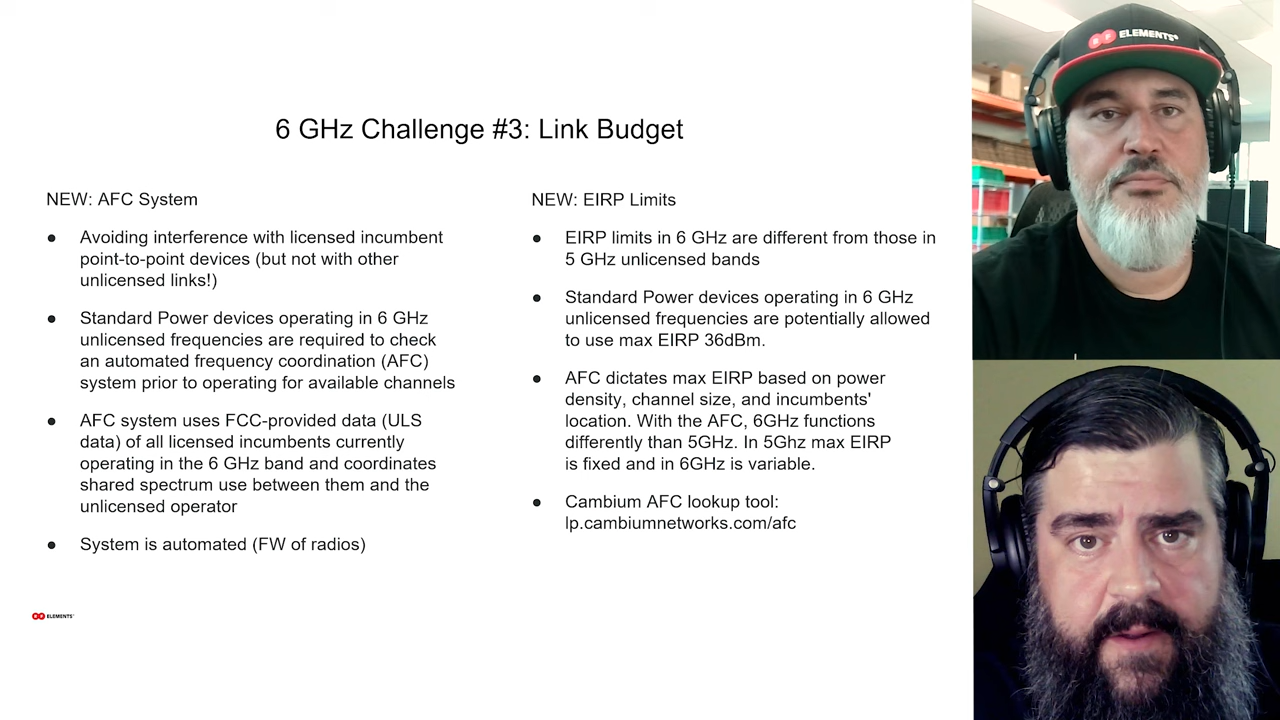 6 GHz Challenge #3: Link Budget
NEW: AFC System
● Avoiding interference with licensed incumbent
point-to-point devices (but not with other
unlicensed links!)
● Standard Power devices operating in 6 GHz
unlicensed frequencies are required to check
an automated frequency coordination (AFC)
system prior to operating for available channels
● AFC system uses FCC-provided data (ULS
data) of all licensed incumbents currently
operating in the 6 GHz band and coordinates
shared spectrum use between them and the
unlicensed operator
● System is automated (FW of radios)
NEW: EIRP Limits
● EIRP limits in 6 GHz are different from those in
5 GHz unlicensed bands
● Standard Power devices operating in 6 GHz
unlicensed frequencies are potentially allowed
to use max EIRP 36dBm.
● AFC dictates max EIRP based on power
density, channel size, and incumbents'
location. With the AFC, 6GHz functions
differently than 5GHz. In 5Ghz max EIRP
is fixed and in 6GHz is variable.
● Cambium AFC lookup tool:
lp.cambiumnetworks.com/afc
RF ELEMENTS
RF ELEMENTS